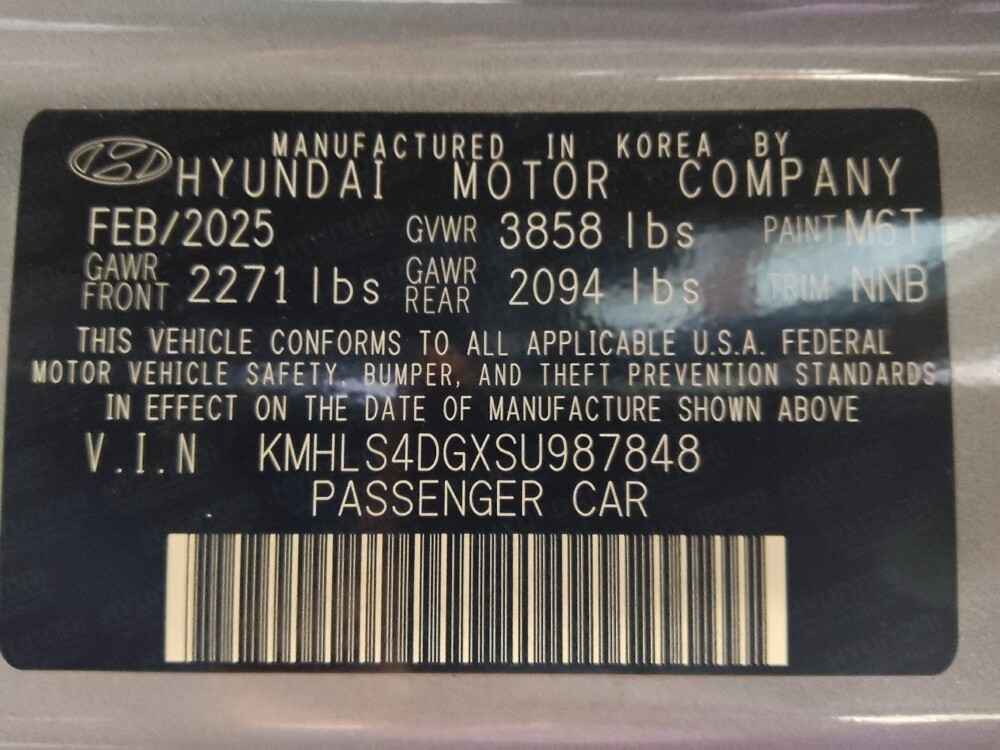 MANUFACTURED IN KOREA BY
HYUNDAI MOTOR COMPANY
FEB/2025 GVWR 3858 lbs PAINT M6T
GAWR FRONT 2271 lbs GAWR REAR 2094 lbs TRIM NNB
THIS VEHICLE CONFORMS TO ALL APPLICABLE U.S.A. FEDERAL
MOTOR VEHICLE SAFETY, BUMPER, AND THEFT PREVENTION STANDARDS
IN EFFECT ON THE DATE OF MANUFACTURE SHOWN ABOVE
V.I.N KMHLS4DGXSU987848
PASSENGER CAR